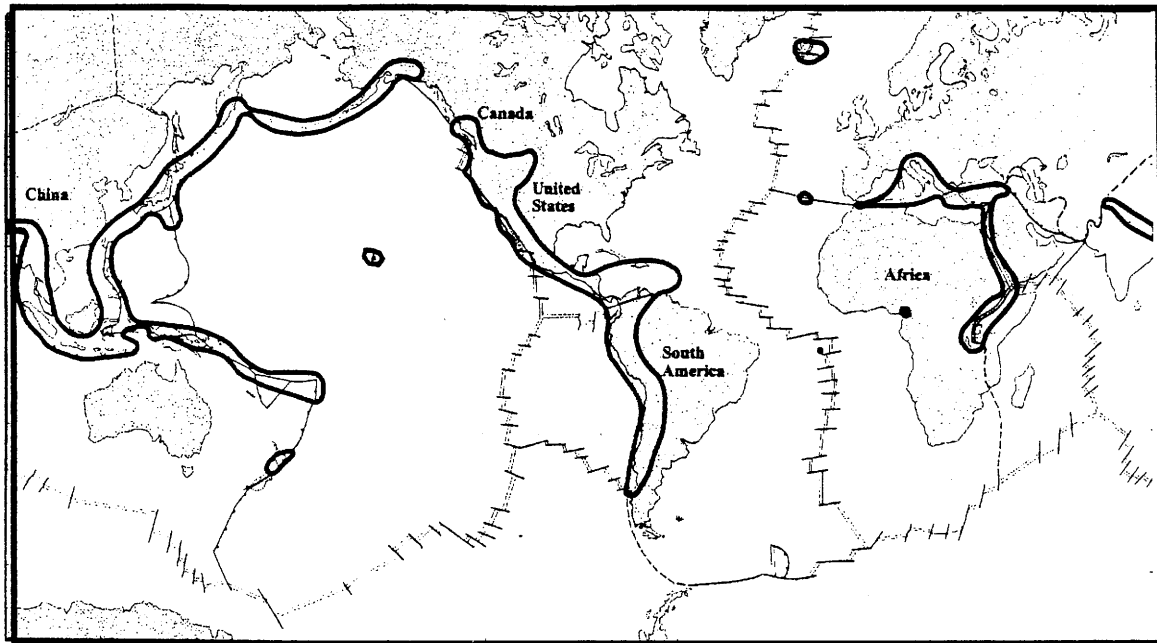 Canada
China
United
States
Africa
South
America